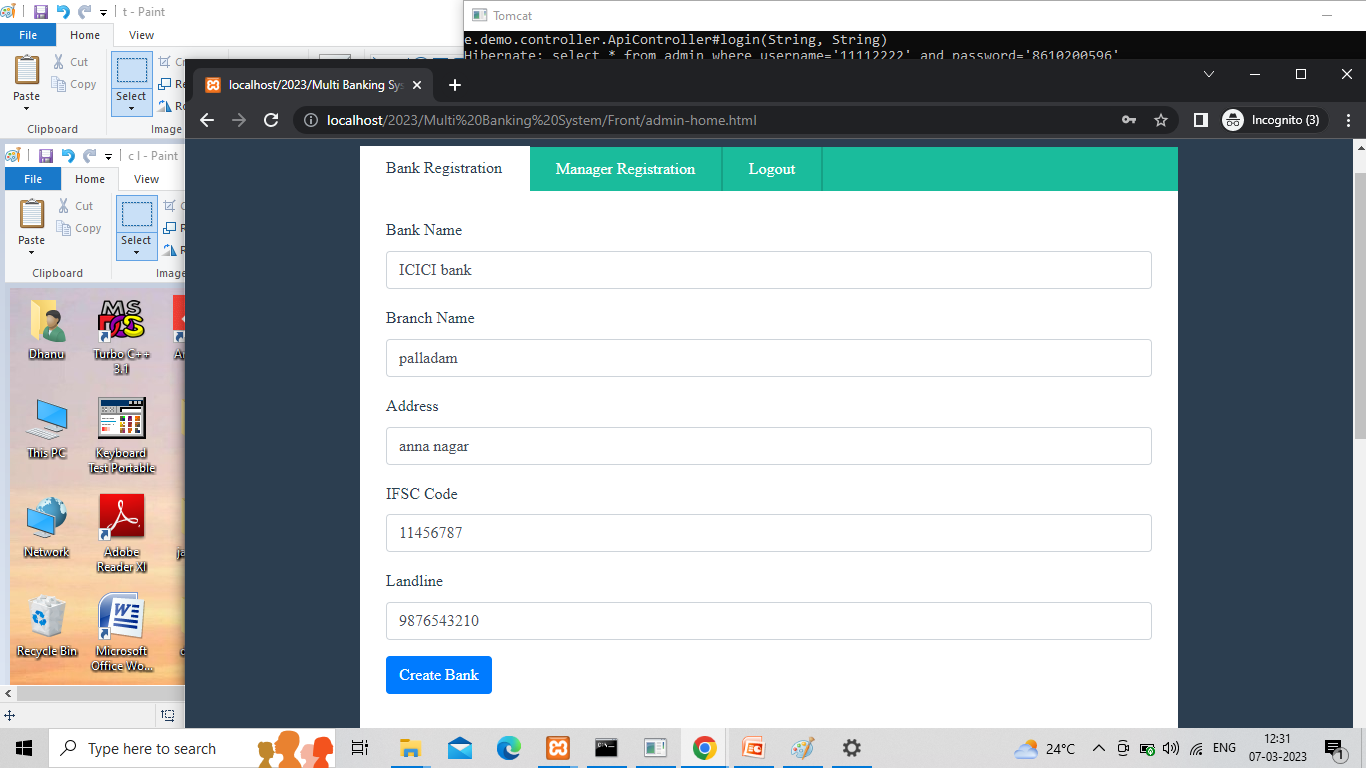 t - Paint
File
Home
View
Cut
Copy
Paste
Select
Clipboard
Image
Tomcat
e.demo.controller.ApiController#login(String, String)
Hibernate: select * from admin where username='11112222' and password='8610200596'
c l - Paint
File
Home
View
Cut
Copy
Paste
Select
Clipboard
Image
Dhanu
Turbo C++
3.1
This PC
Keyboard
Test Portable
Network
Adobe
Reader XI
Recycle Bin
Microsoft
Office Wo...
localhost/2023/Multi Banking Sys
localhost/2023/Multi%20Banking%20System/Front/admin-home.html
Incognito (3)
Bank Registration
Manager Registration
Logout
Bank Name
ICICI bank
Branch Name
palladam
Address
anna nagar
IFSC Code
11456787
Landline
9876543210
Create Bank
Type here to search
24°C
ENG
12:31
07-03-2023
1